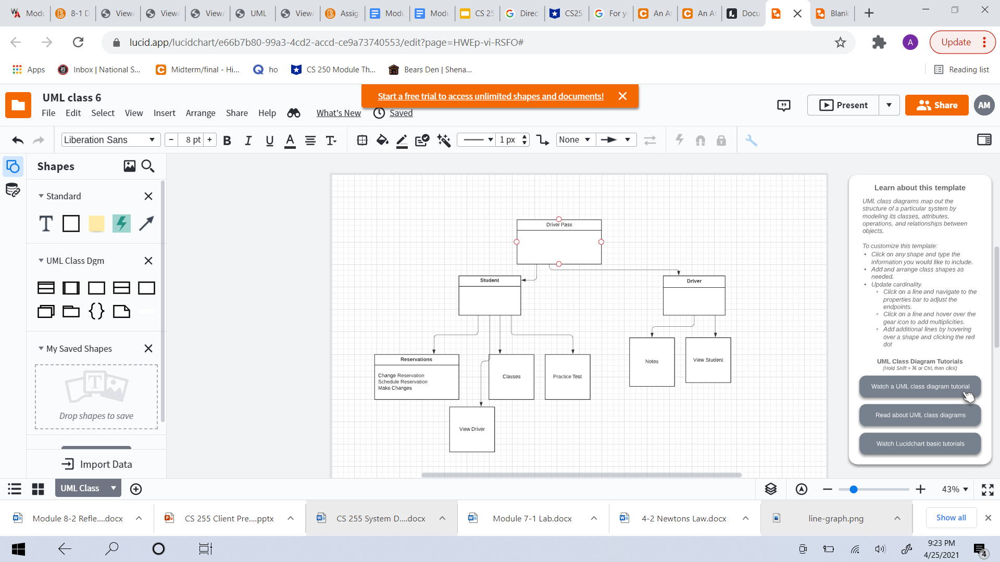 Modu
8-1 D
View
View
View
UML
View
Assig
Modu
Modu
CS 25
Direc
CS25
For y
An A
An A
Docu
Blank
lucid.app/lucidchart/e66b7b80-99a3-4cd2-accd-ce9a73740553/edit?page=HWEp-vi-RSFO#
A
Update
Apps
Inbox | National S...
Midterm/final - Hi...
ho
CS 250 Module Th...
Bears Den | Shena...
Reading list
UML class 6
Start a free trial to access unlimited shapes and documents!
File Edit Select View Insert Arrange Share Help What's New Saved
Present
Share
AM
Liberation Sans
8 pt
1 px
None
Shapes
Standard
UML Class Dgm
My Saved Shapes
Drop shapes to save
Import Data
Driver Pass
Student
Driver
Reservations
Change Reservation
Schedule Reservation
Make Changes
Classes
Practice Test
Notes
View Student
View Driver
Learn about this template
UML class diagrams map out the
structure of a particular system by
modeling its classes, attributes,
operations, and relationships between
objects.
To customize this template:
• Click on any shape and type the
information you would like to include.
• Add and arrange class shapes as
needed.
• Update cardinality.
◦ Click on a line and navigate to the
properties bar to adjust the
endpoints.
◦ Click on a line and hover over the
gear icon to add multiplicities.
◦ Add additional lines by hovering
over a shape and clicking the red
dot
UML Class Diagram Tutorials
(Hold Shift + ⌘ or Ctrl, then click)
Watch a UML class diagram tutorial
Read about UML class diagrams
Watch Lucidchart basic tutorials
UML Class
43%
Module 8-2 Refle....docx
CS 255 Client Pre....pptx
CS 255 System D....docx
Module 7-1 Lab.docx
4-2 Newtons Law.docx
line-graph.png
Show all
9:23 PM
4/25/2021
4